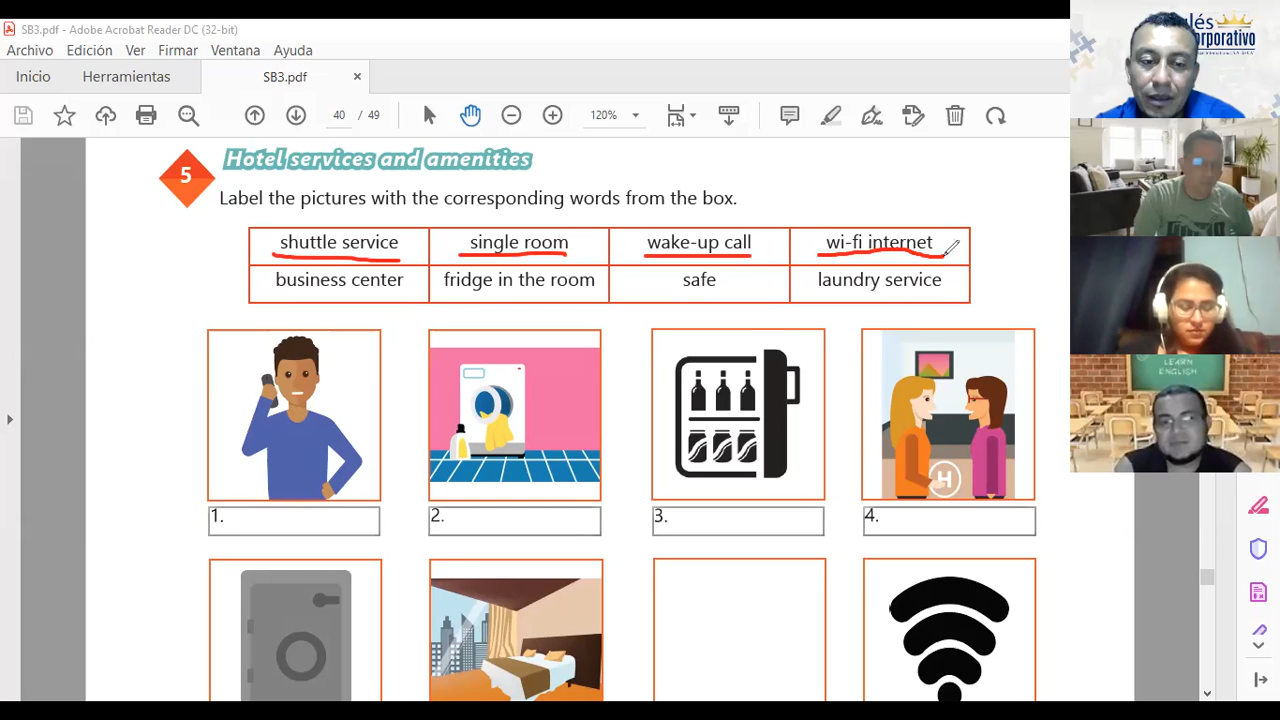 SB3.pdf - Adobe Acrobat Reader DC (32-bit)
Archivo Edición Ver Firmar Ventana Ayuda
Inicio Herramientas SB3.pdf ×
40 / 49 120%
5 Hotel services and amenities
Label the pictures with the corresponding words from the box.
shuttle service single room wake-up call wi-fi internet
business center fridge in the room safe laundry service
H
1. 2. 3. 4.
LEARN
ENGLISH